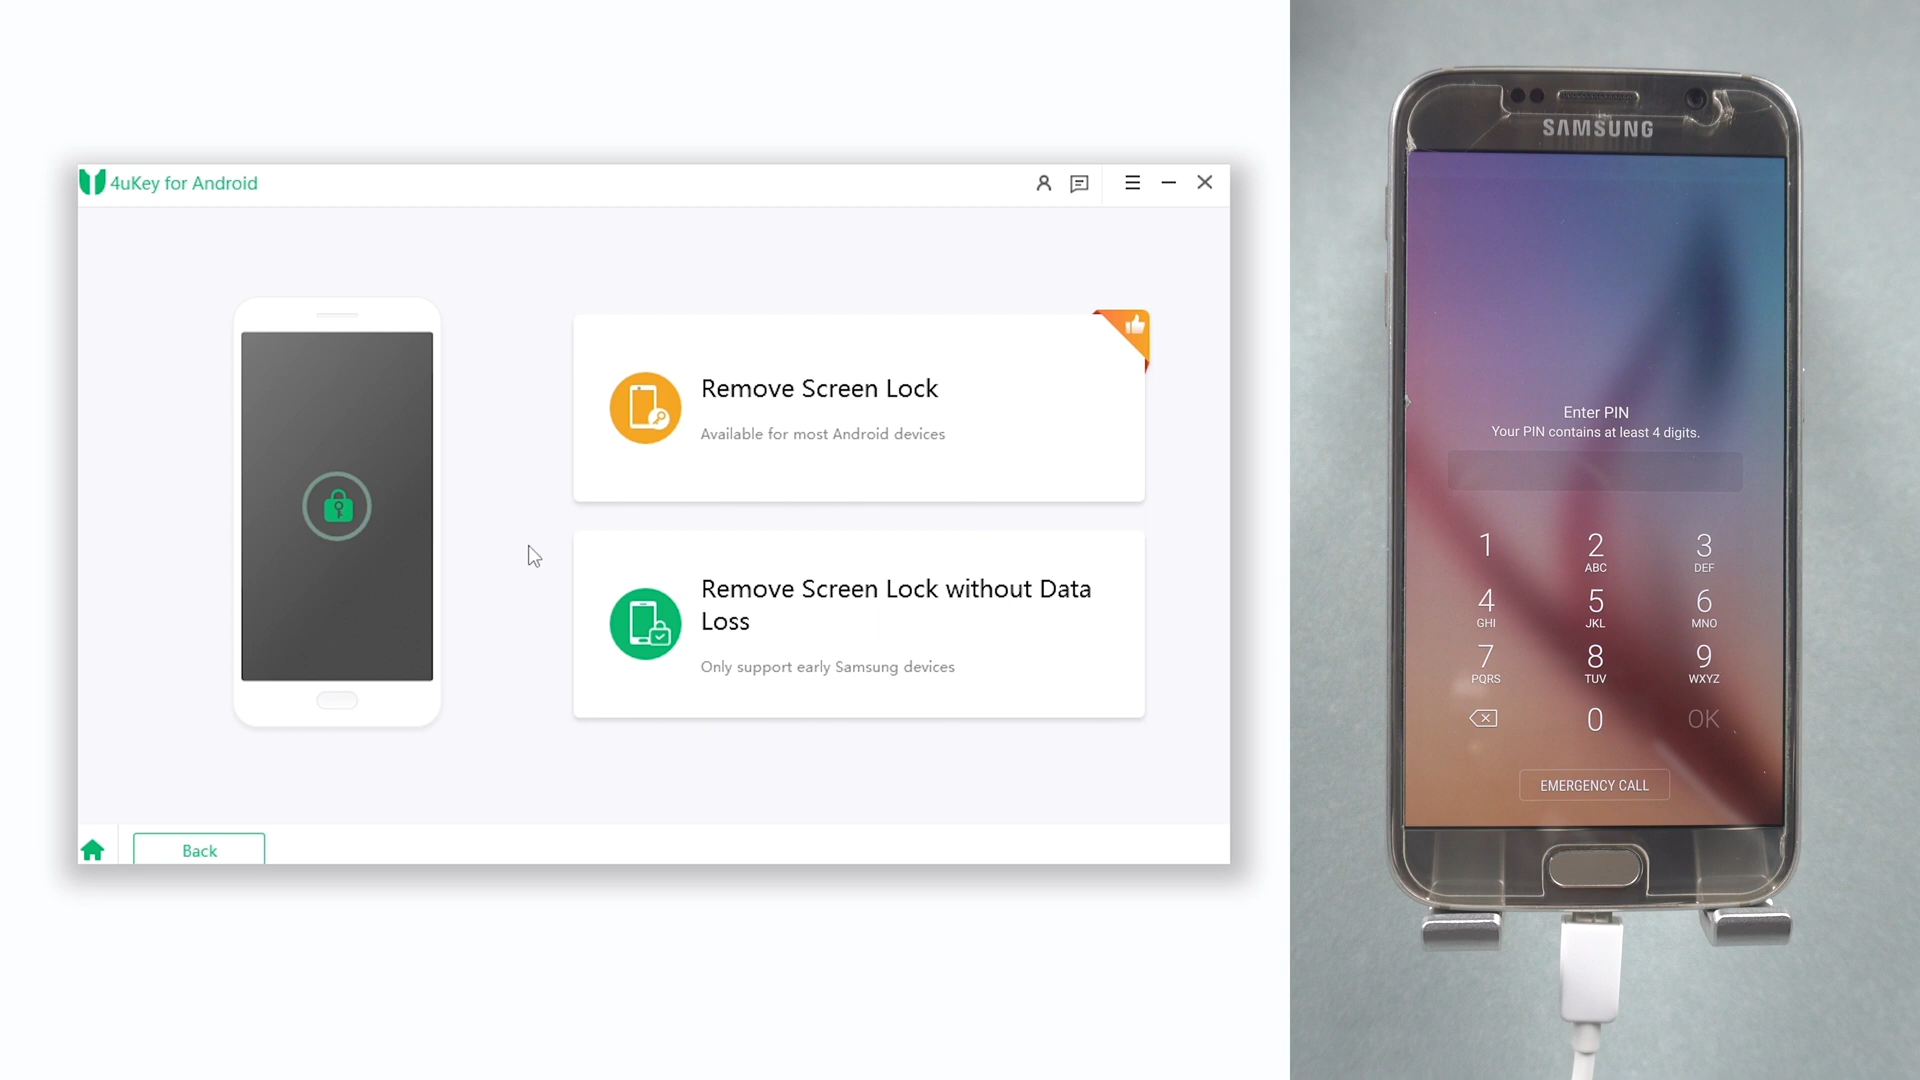 4uKey for Android
Remove Screen Lock
Available for most Android devices
Remove Screen Lock without Data
Loss
Only support early Samsung devices
Back
SAMSUNG
Enter PIN
Your PIN contains at least 4 digits.
1 2 3
ABC DEF
4 5 6
GHI JKL MNO
7 8 9
PQRS TUV WXYZ
0 OK
EMERGENCY CALL